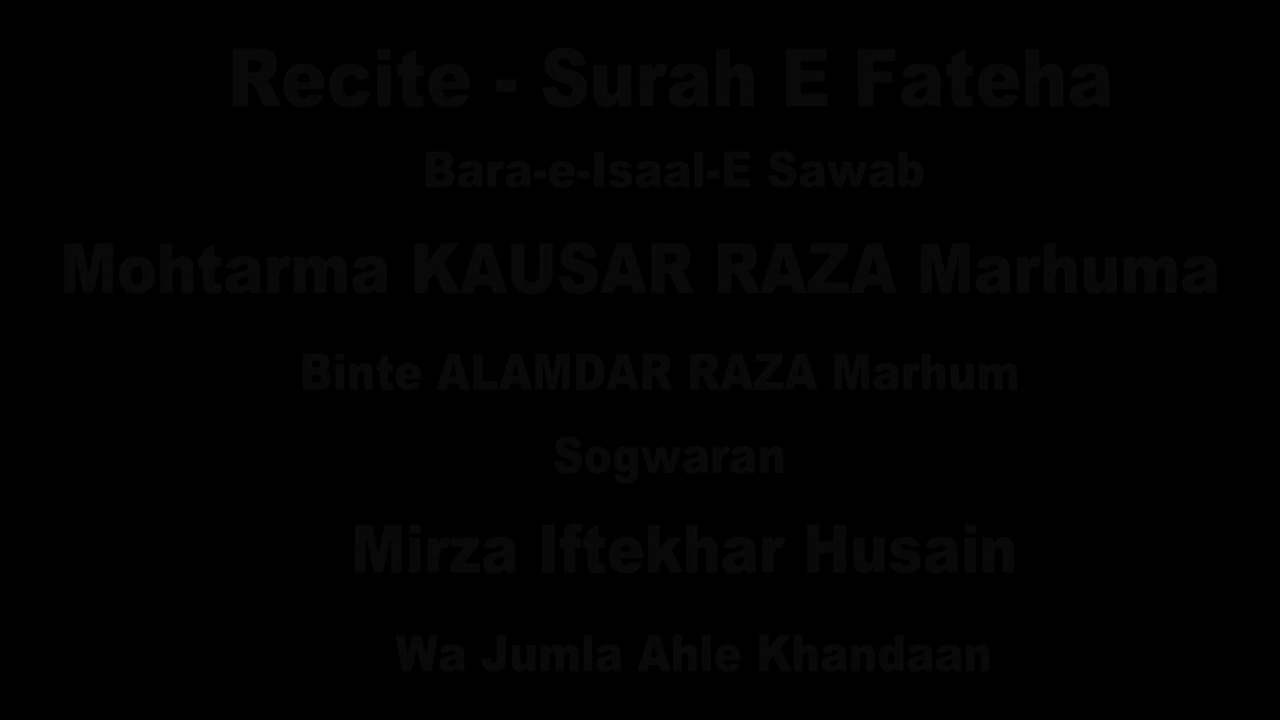 Recite - Surah E Fateha
Bara-e-Isaal-E Sawab
Mohtarma KAUSAR RAZA Marhuma
Binte ALAMDAR RAZA Marhum
Sogwaran
Mirza Iftekhar Husain
Wa Jumla Ahle Khandaan